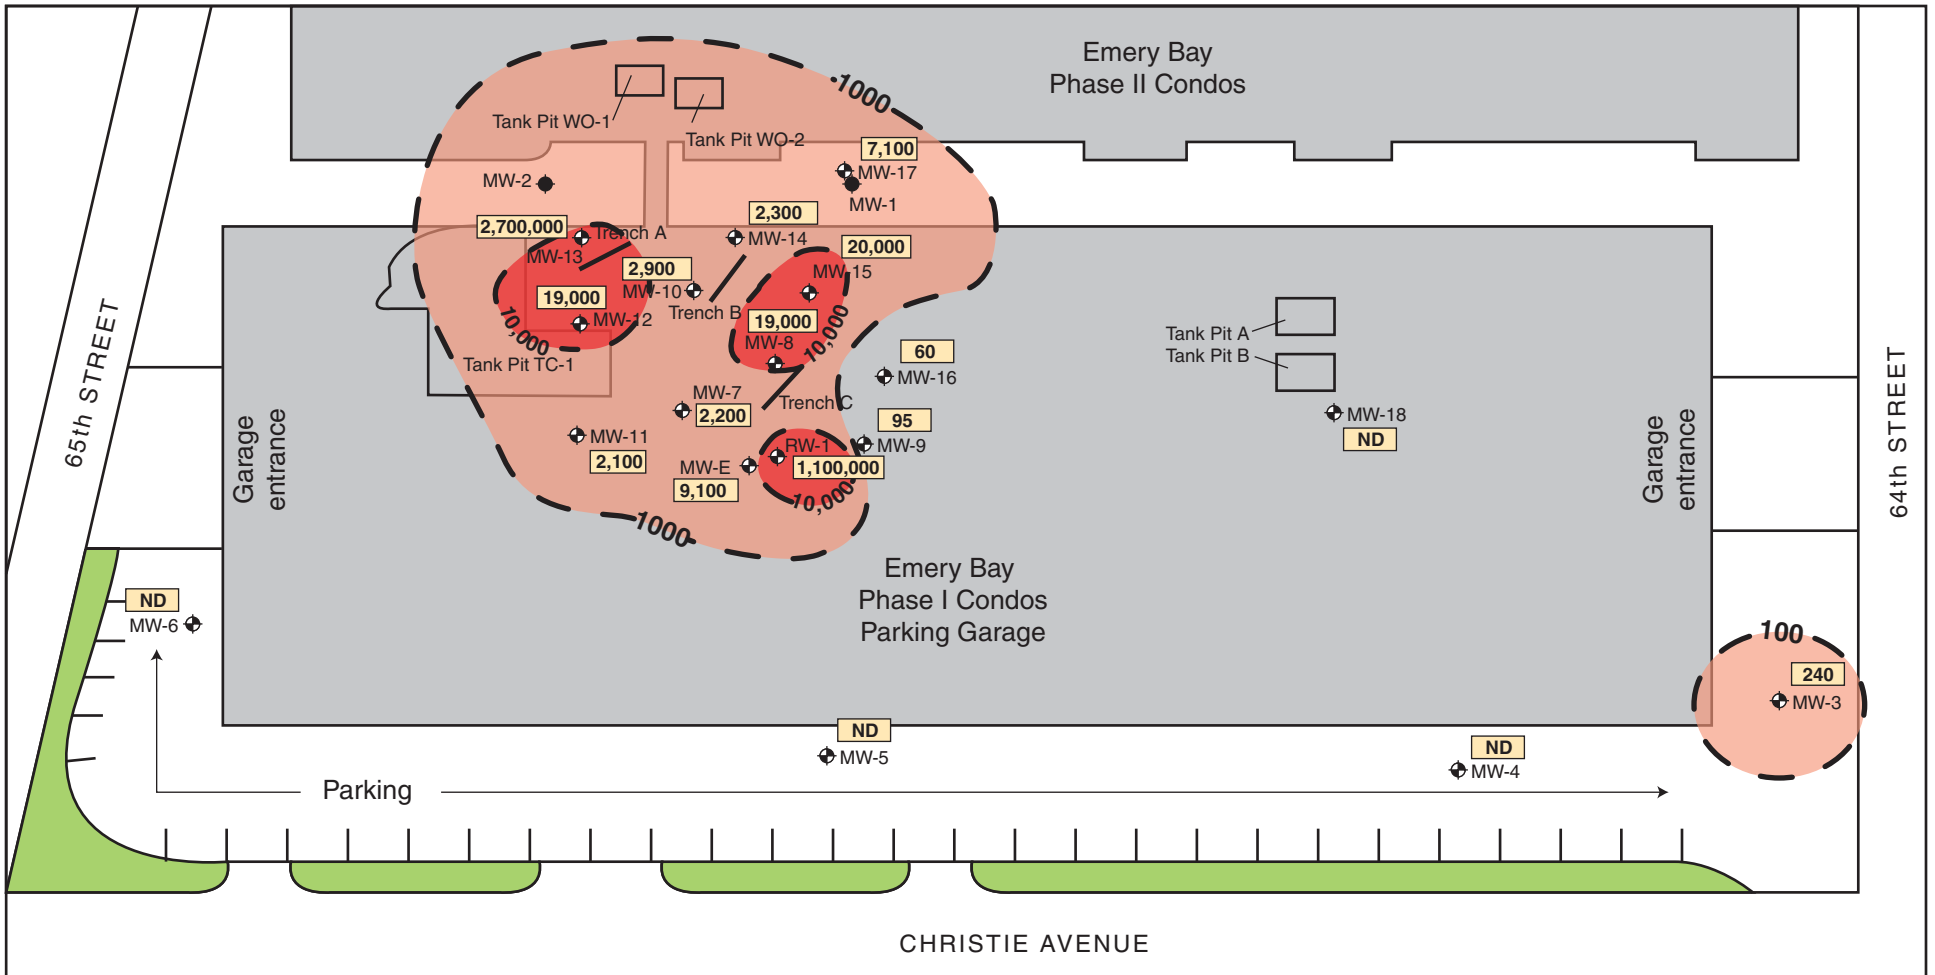 Emery Bay
Phase II Condos
1000
Tank Pit WO-1
Tank Pit WO-2
7,100
MW-17
MW-2
MW-1
2,300
2,700,000
Trench A
MW-14
20,000
MW-13
2,900
MW-15
MW-10
19,000
Trench B
MW-12
10,000
19,000
MW-8
10,000
Tank Pit TC-1
60
MW-16
Tank Pit A
Tank Pit B
MW-7
2,200
Trench C
95
MW-9
MW-18
ND
MW-11
2,100
RW-1
MW-E
1,100,000
9,100
10,000
1000
65th STREET
Garage
entrance
Garage
entrance
64th STREET
Emery Bay
Phase I Condos
Parking Garage
ND
MW-6
100
240
MW-3
ND
MW-5
ND
MW-4
Parking
CHRISTIE AVENUE